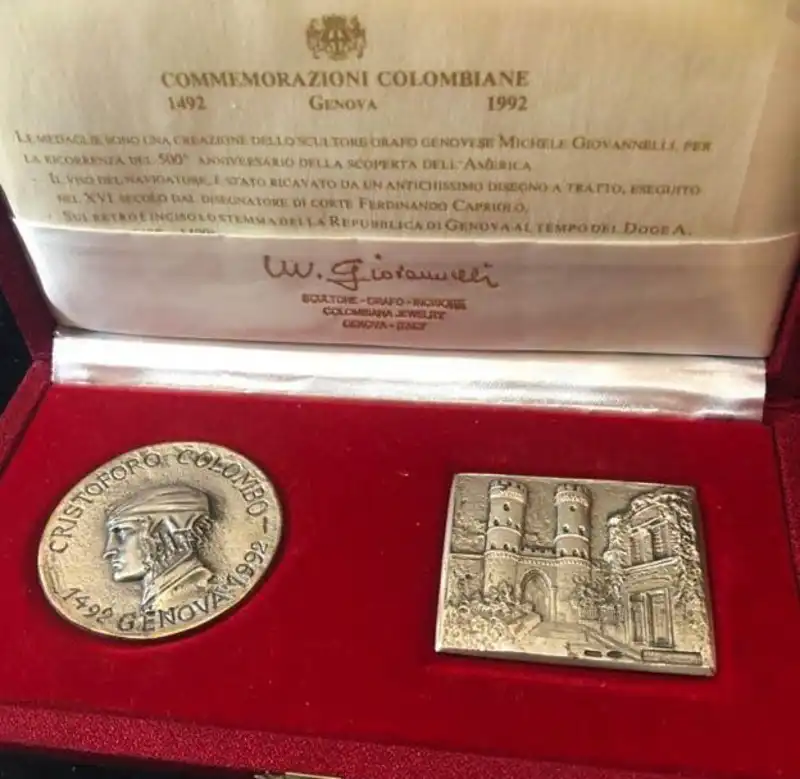 COMMEMORAZIONI COLOMBIANE
1492 GENOVA 1992
LE MEDAGLIE SONO UNA CREAZIONE DELLO SCULTORE ORAFO GENOVESE MICHELE GIOVANNELLI, PER
LA RICORRENZA DEL 500° ANNIVERSARIO DELLA SCOPERTA DELL'AMERICA
- IL VISO DEL NAVIGATORE, È STATO RICAVATO DA UN ANTICHISSIMO DISEGNO A TRATTO, ESEGUITO
NEL XVI SECOLO DAL DISEGNATORE DI CORTE FERDINANDO CAPRIOLO.
- SUL RETRO È INCISO LO STEMMA DELLA REPUBBLICA DI GENOVA AL TEMPO DEL DOGE A.
M. Giovannelli
SCULTORE - ORAFO - INCISORE
COLOMBIANA JEWELRY
GENOVA - ITALY
CRISTOFORO COLOMBO
1492 GENOVA 1992